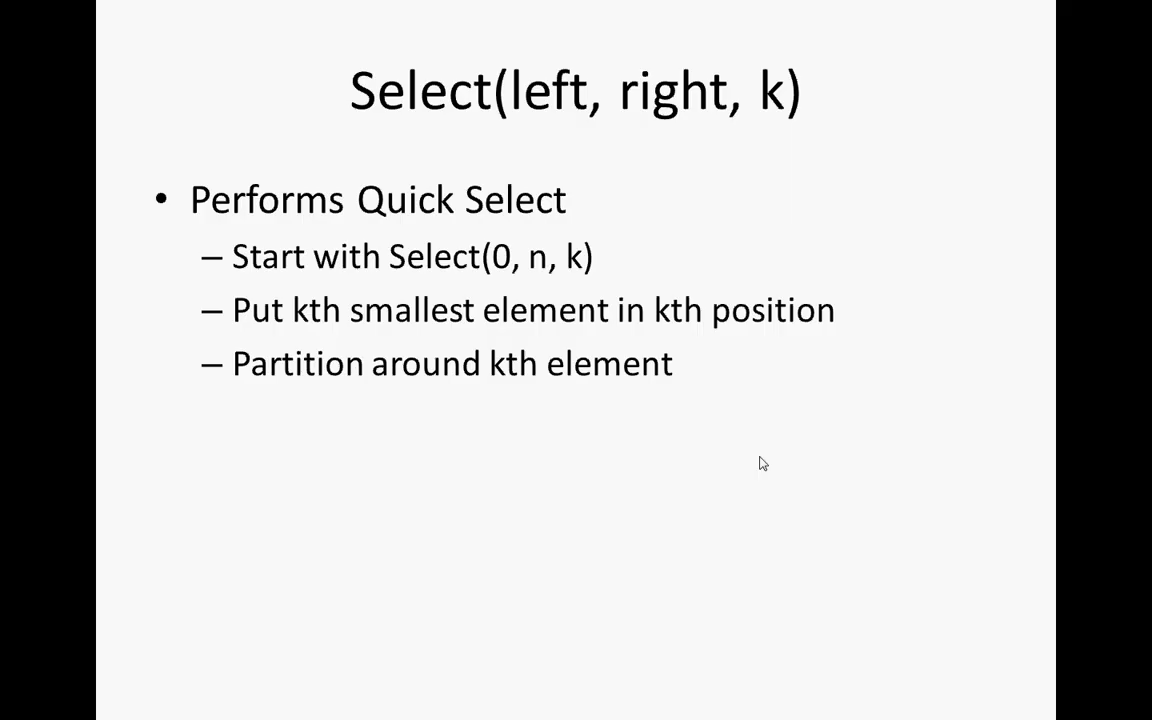 Select(left, right, k)
• Performs Quick Select
– Start with Select(0, n, k)
– Put kth smallest element in kth position
– Partition around kth element